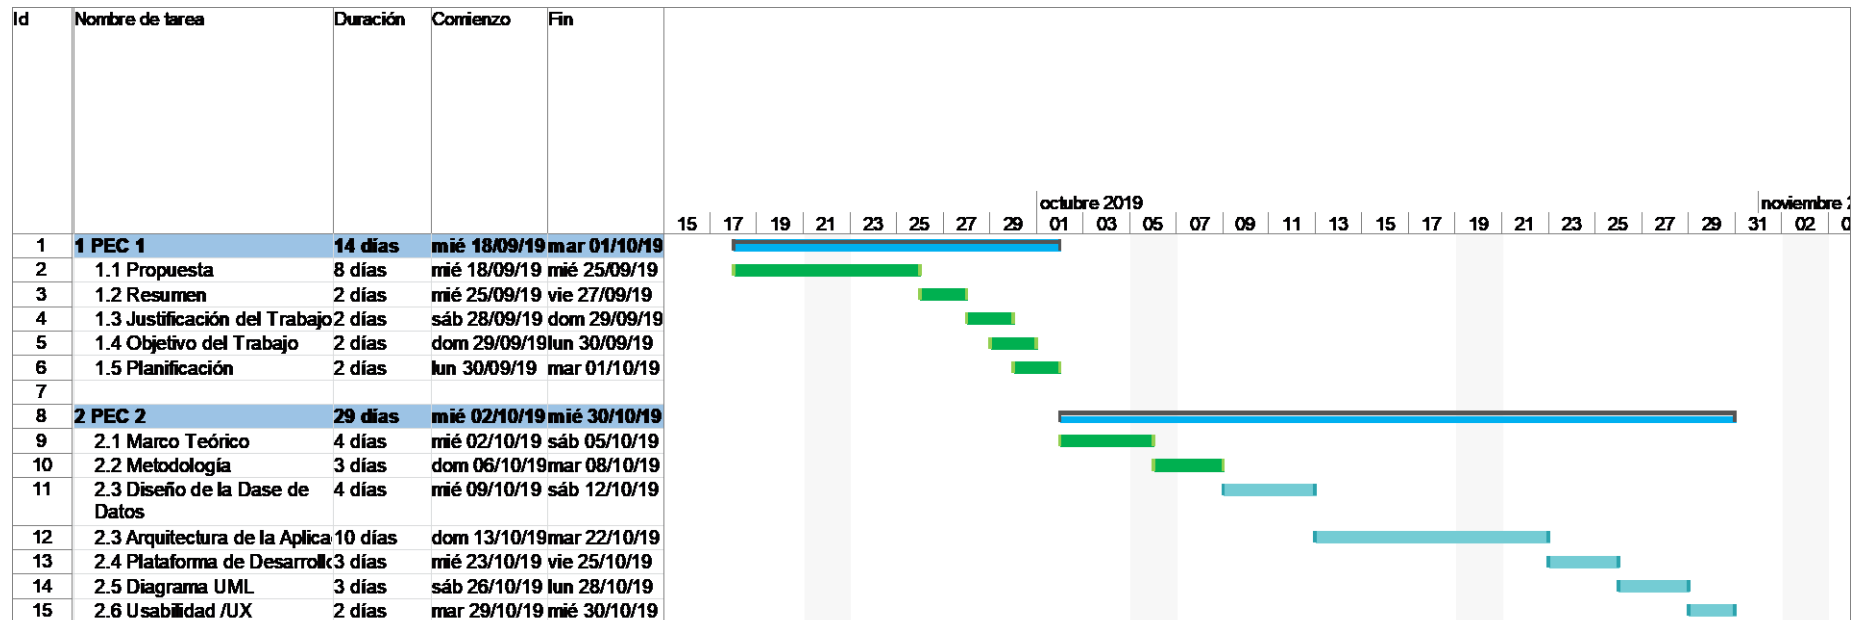 Id Nombre de tarea Duración Comienzo Fin
octubre 2019 noviembre 2
15 17 19 21 23 25 27 29 01 03 05 07 09 11 13 15 17 19 21 23 25 27 29 31 02 0
1 1 PEC 1 14 días mié 18/09/19 mar 01/10/19
2 1.1 Propuesta 8 días mié 18/09/19 mié 25/09/19
3 1.2 Resumen 2 días mié 25/09/19 vie 27/09/19
4 1.3 Justificación del Trabajo 2 días sáb 28/09/19 dom 29/09/19
5 1.4 Objetivo del Trabajo 2 días dom 29/09/19 lun 30/09/19
6 1.5 Planificación 2 días lun 30/09/19 mar 01/10/19
7
8 2 PEC 2 29 días mié 02/10/19 mié 30/10/19
9 2.1 Marco Teórico 4 días mié 02/10/19 sáb 05/10/19
10 2.2 Metodología 3 días dom 06/10/19 mar 08/10/19
11 2.3 Diseño de la Dase de 4 días mié 09/10/19 sáb 12/10/19
Datos
12 2.3 Arquitectura de la Aplica 10 días dom 13/10/19 mar 22/10/19
13 2.4 Plataforma de Desarrollo 3 días mié 23/10/19 vie 25/10/19
14 2.5 Diagrama UML 3 días sáb 26/10/19 lun 28/10/19
15 2.6 Usabilidad /UX 2 días mar 29/10/19 mié 30/10/19